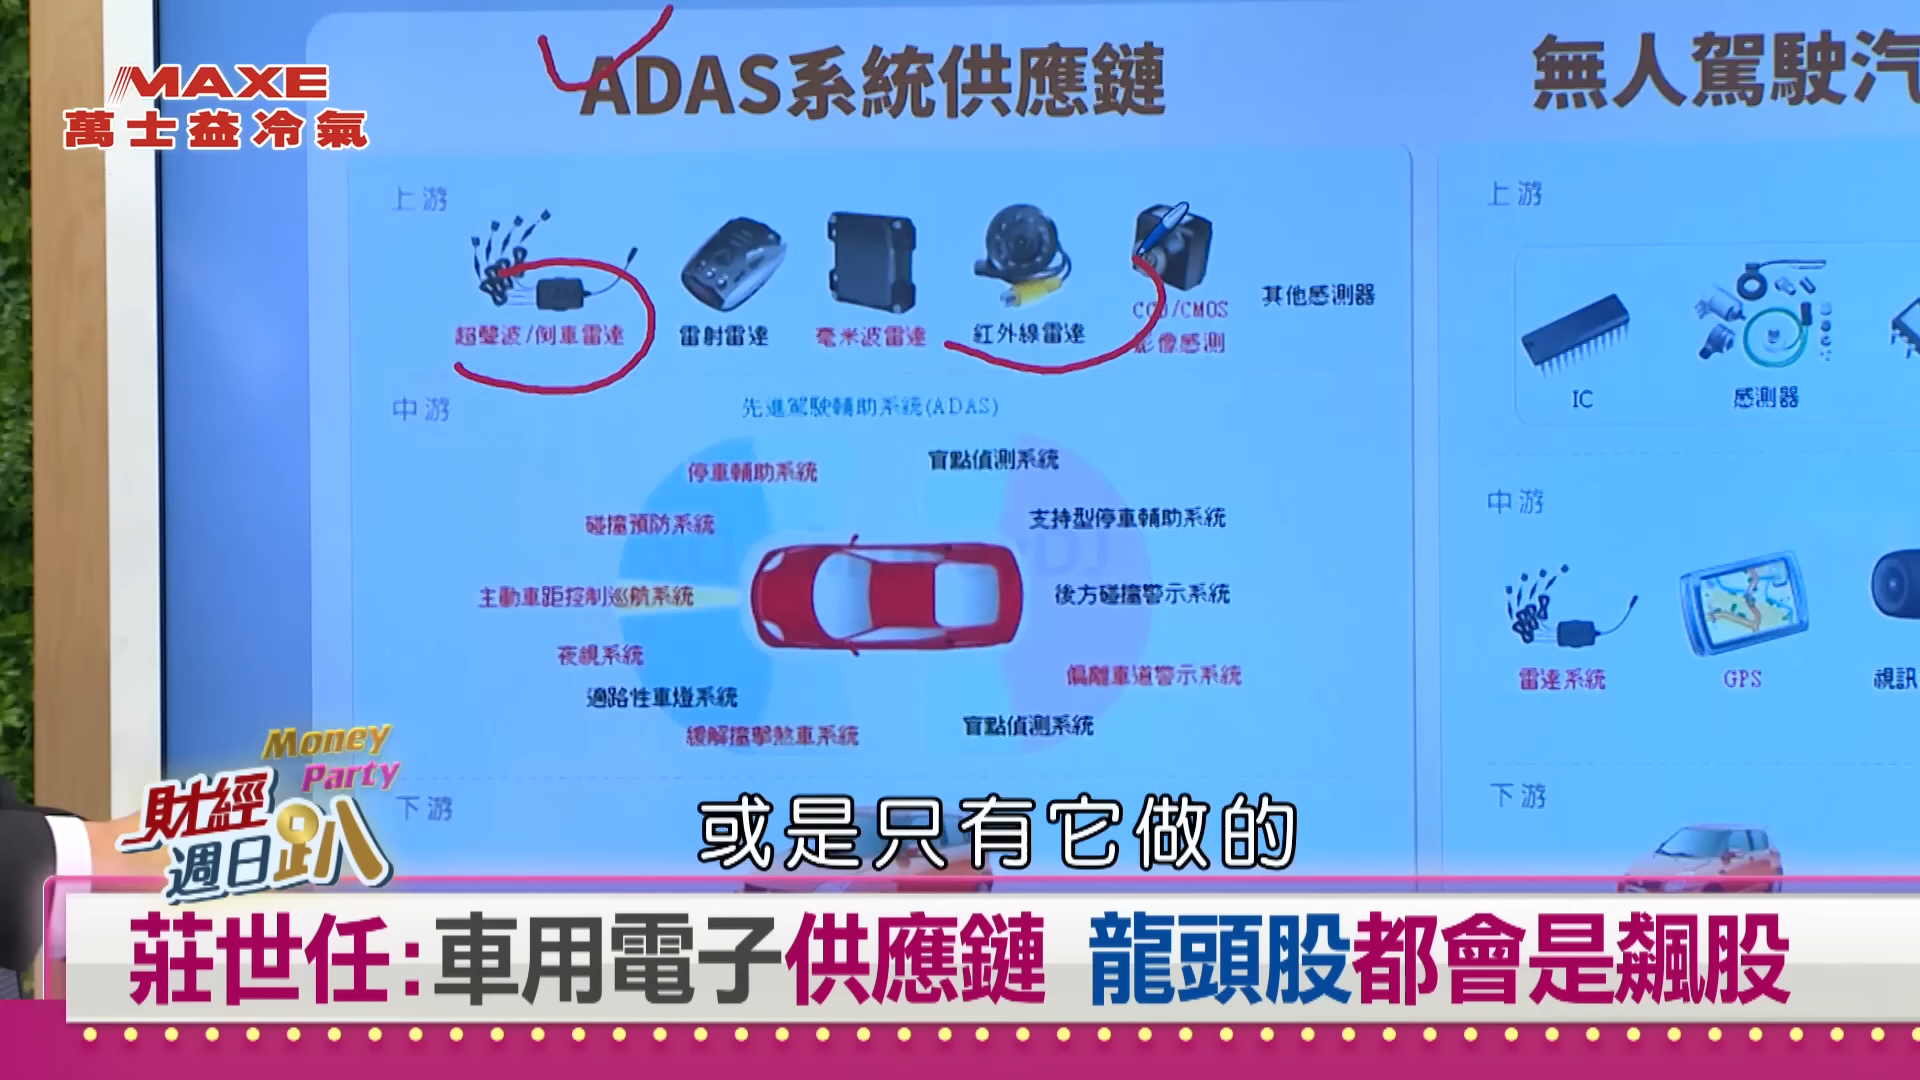 MAXE
萬士益冷氣
ADAS系統供應鏈
無人駕駛汽
上游
超聲波/倒車雷達
雷射雷達
毫米波雷達
紅外線雷達
CCD/CMOS
影像感測
其他感測器
上游
IC
感測器
中游
先進駕駛輔助系統(ADAS)
停車輔助系統
盲點偵測系統
碰撞預防系統
支持型停車輔助系統
主動車距控制巡航系統
後方碰撞警示系統
夜視系統
適路性車燈系統
偏離車道警示系統
緩解撞擊煞車系統
盲點偵測系統
中游
雷達系統
GPS
視訊
下游
下游
Money
Party
財經
週日趴
或是只有它做的
莊世任:車用電子供應鏈 龍頭股都會是飆股